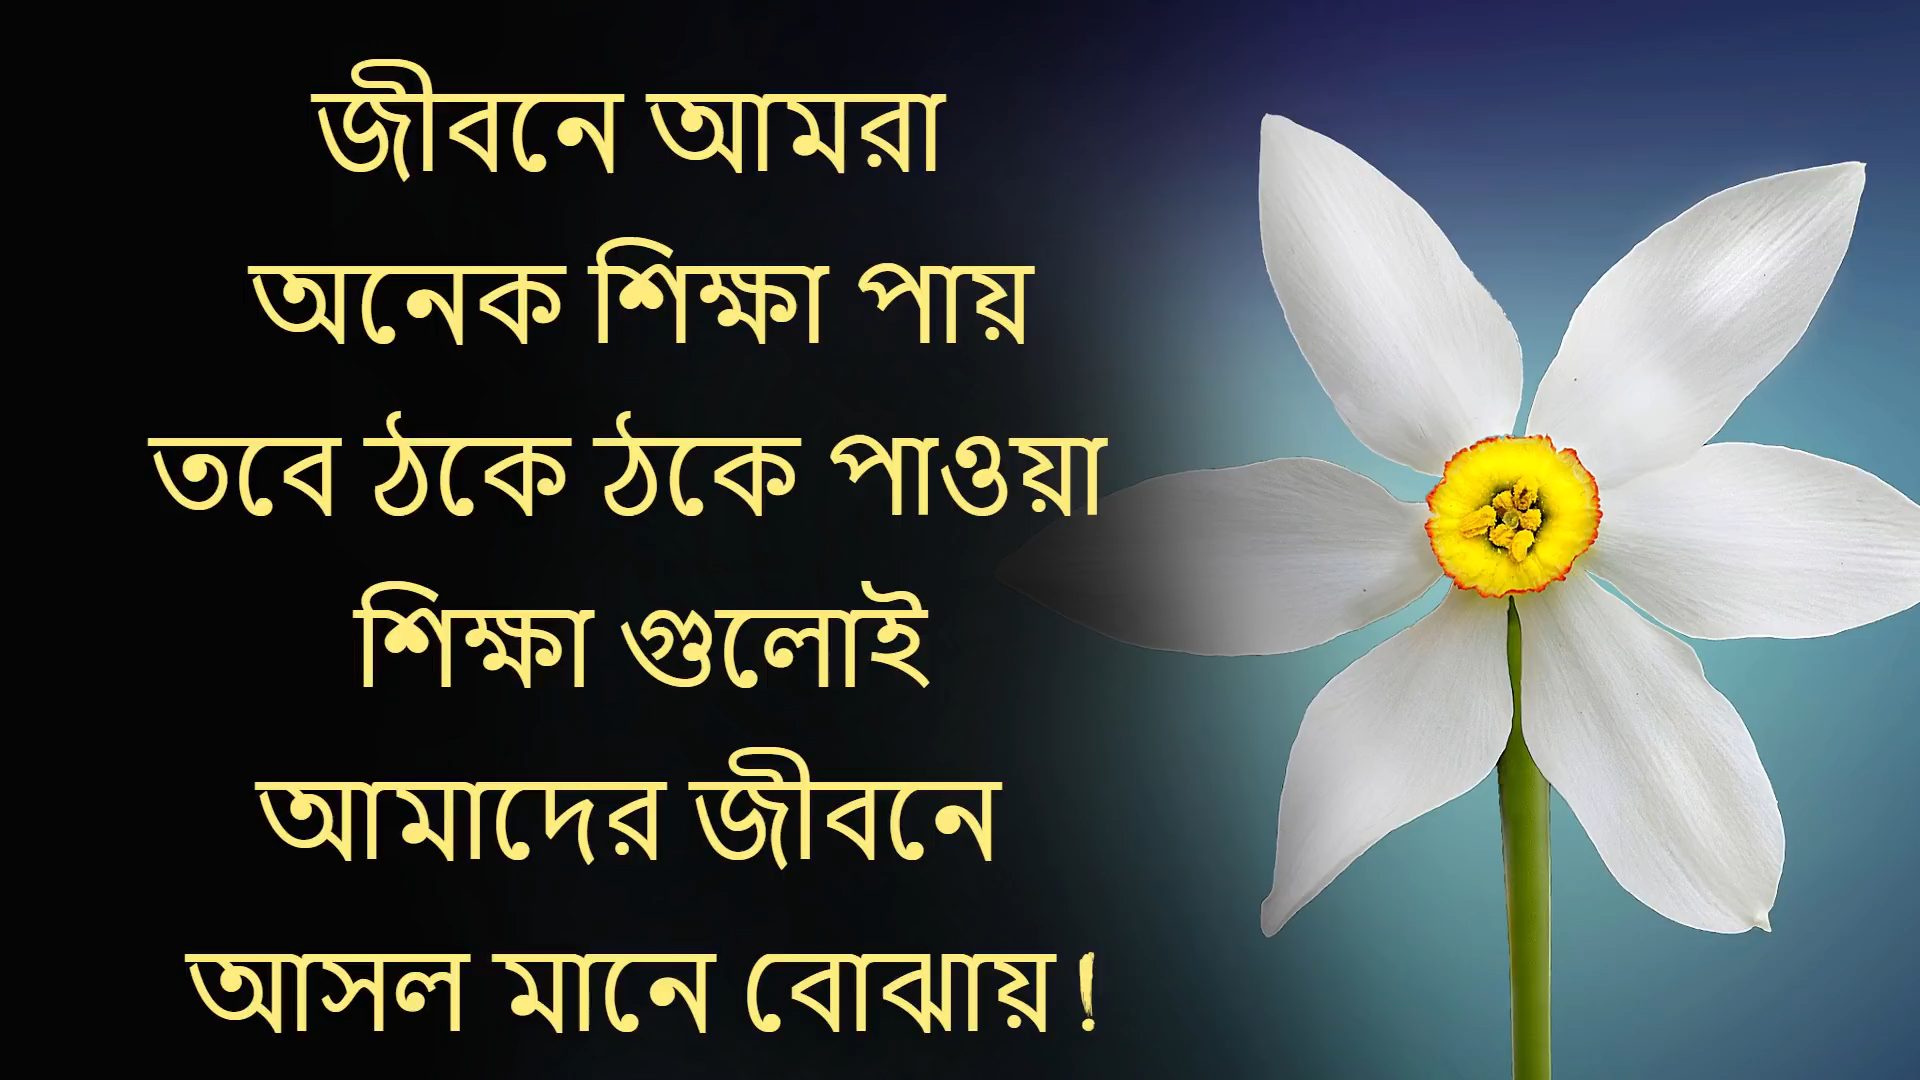 জীবনে আমরা
অনেক শিক্ষা পায়
তবে ঠকে ঠকে পাওয়া
শিক্ষা গুলোই
আমাদের জীবনে
আসল মানে বোঝায়!